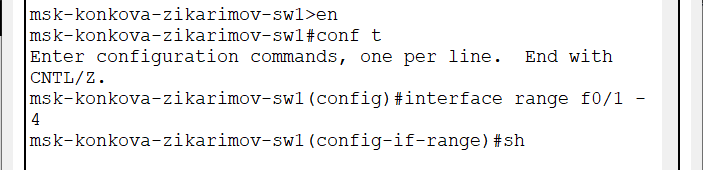 msk-konkova-zikarimov-sw1>en
msk-konkova-zikarimov-sw1#conf t
Enter configuration commands, one per line.  End with
CNTL/Z.
msk-konkova-zikarimov-sw1(config)#interface range f0/1 -
4
msk-konkova-zikarimov-sw1(config-if-range)#sh